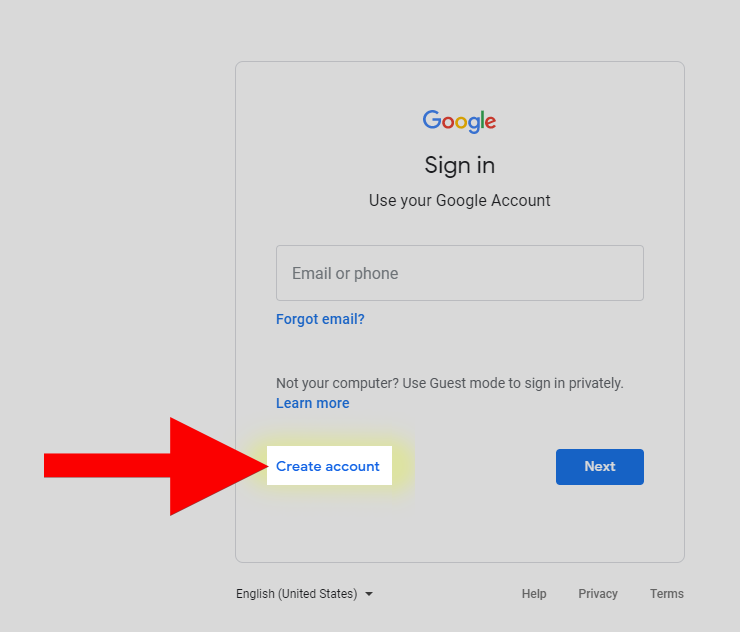 Google
Sign in
Use your Google Account
Email or phone
Forgot email?
Not your computer? Use Guest mode to sign in privately.
Learn more
Create account
Next
English (United States)
Help Privacy Terms